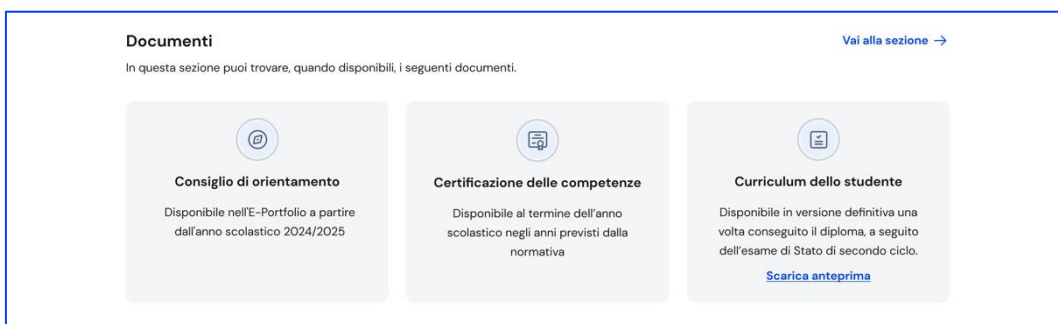 Documenti
Vai alla sezione →
In questa sezione puoi trovare, quando disponibili, i seguenti documenti.
Consiglio di orientamento
Disponibile nell'E-Portfolio a partire
dall'anno scolastico 2024/2025
Certificazione delle competenze
Disponibile al termine dell'anno
scolastico negli anni previsti dalla
normativa
Curriculum dello studente
Disponibile in versione definitiva una
volta conseguito il diploma, a seguito
dell'esame di Stato di secondo ciclo.
Scarica anteprima